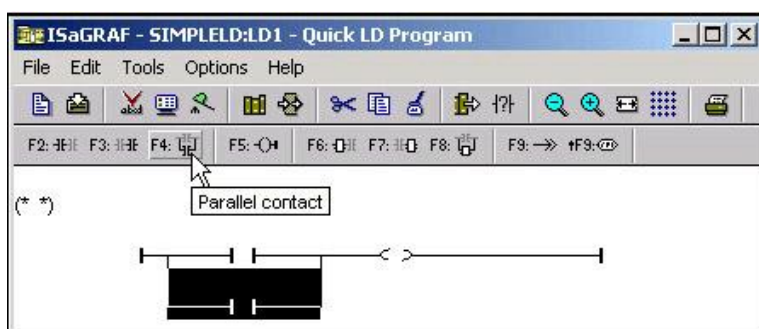 ISaGRAF - SIMPLELD:LD1 - Quick LD Program
File Edit Tools Options Help
F2: F3: F4: F5: F6: F7: F8: F9: F9:
Parallel contact
(* *)